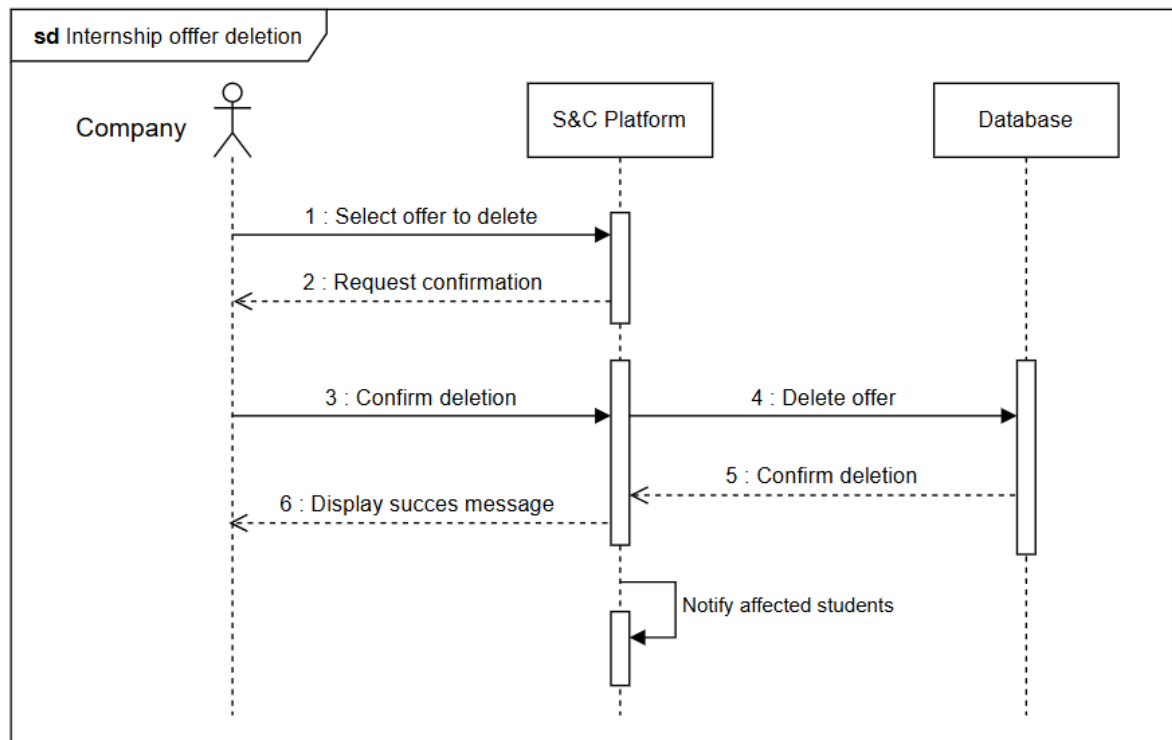 sd Internship offfer deletion
Company
S&C Platform
Database
1 : Select offer to delete
2 : Request confirmation
3 : Confirm deletion
4 : Delete offer
5 : Confirm deletion
6 : Display succes message
Notify affected students